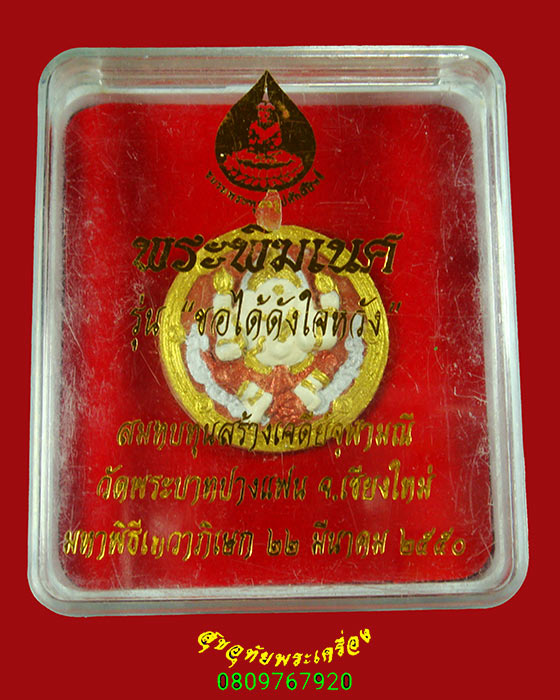 พระพิฆเนศ
รุ่น "ขอได้ดังใจหวัง"
สมทบทุนสร้างเจดีย์จุฬามณี
วัดพระบาทปางแฟน จ.เชียงใหม่
มหาพิธีเทวาภิเษก ๒๒ มีนาคม ๒๕๕๐
สุขอุทัยพระเครื่อง
0809767920